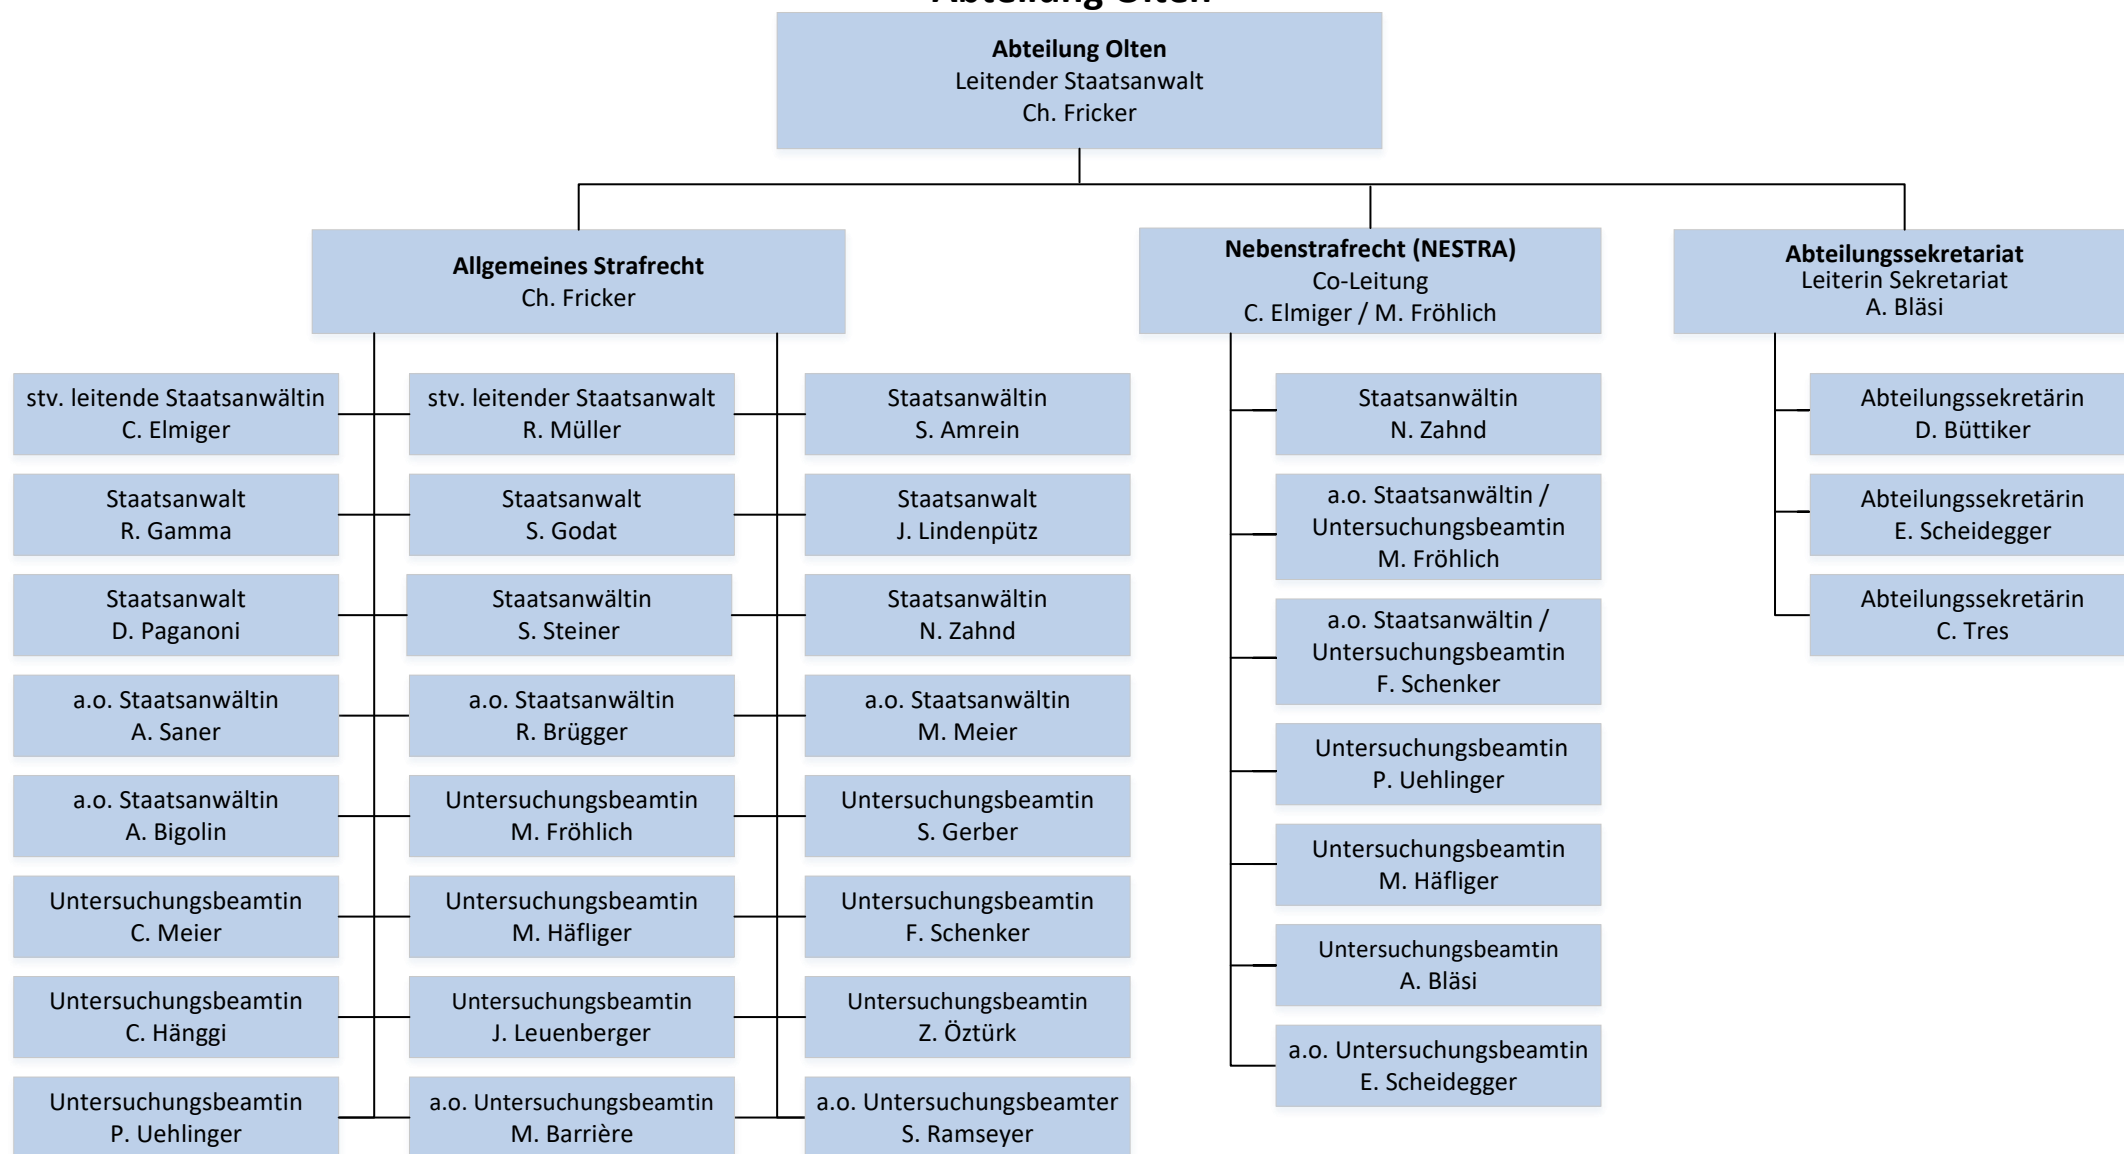 Abteilung Olten
Abteilung Olten
Leitender Staatsanwalt
Ch. Fricker
Allgemeines Strafrecht
Ch. Fricker
Nebenstrafrecht (NESTRA)
Co-Leitung
C. Elmiger / M. Fröhlich
Abteilungssekretariat
Leiterin Sekretariat
A. Bläsi
stv. leitende Staatsanwältin
C. Elmiger
stv. leitender Staatsanwalt
R. Müller
Staatsanwältin
S. Amrein
Staatsanwalt
R. Gamma
Staatsanwalt
S. Godat
Staatsanwalt
J. Lindenpütz
Staatsanwalt
D. Paganoni
Staatsanwältin
S. Steiner
Staatsanwältin
N. Zahnd
a.o. Staatsanwältin
A. Saner
a.o. Staatsanwältin
R. Brügger
a.o. Staatsanwältin
M. Meier
a.o. Staatsanwältin
A. Bigolin
Untersuchungsbeamtin
M. Fröhlich
Untersuchungsbeamtin
S. Gerber
Untersuchungsbeamtin
C. Meier
Untersuchungsbeamtin
M. Häfliger
Untersuchungsbeamtin
F. Schenker
Untersuchungsbeamtin
C. Hänggi
Untersuchungsbeamtin
J. Leuenberger
Untersuchungsbeamtin
Z. Öztürk
Untersuchungsbeamtin
P. Uehlinger
a.o. Untersuchungsbeamtin
M. Barrière
a.o. Untersuchungsbeamter
S. Ramseyer
Staatsanwältin
N. Zahnd
a.o. Staatsanwältin /
Untersuchungsbeamtin
M. Fröhlich
a.o. Staatsanwältin /
Untersuchungsbeamtin
F. Schenker
Untersuchungsbeamtin
P. Uehlinger
Untersuchungsbeamtin
M. Häfliger
Untersuchungsbeamtin
A. Bläsi
a.o. Untersuchungsbeamtin
E. Scheidegger
Abteilungssekretärin
D. Büttiker
Abteilungssekretärin
E. Scheidegger
Abteilungssekretärin
C. Tres